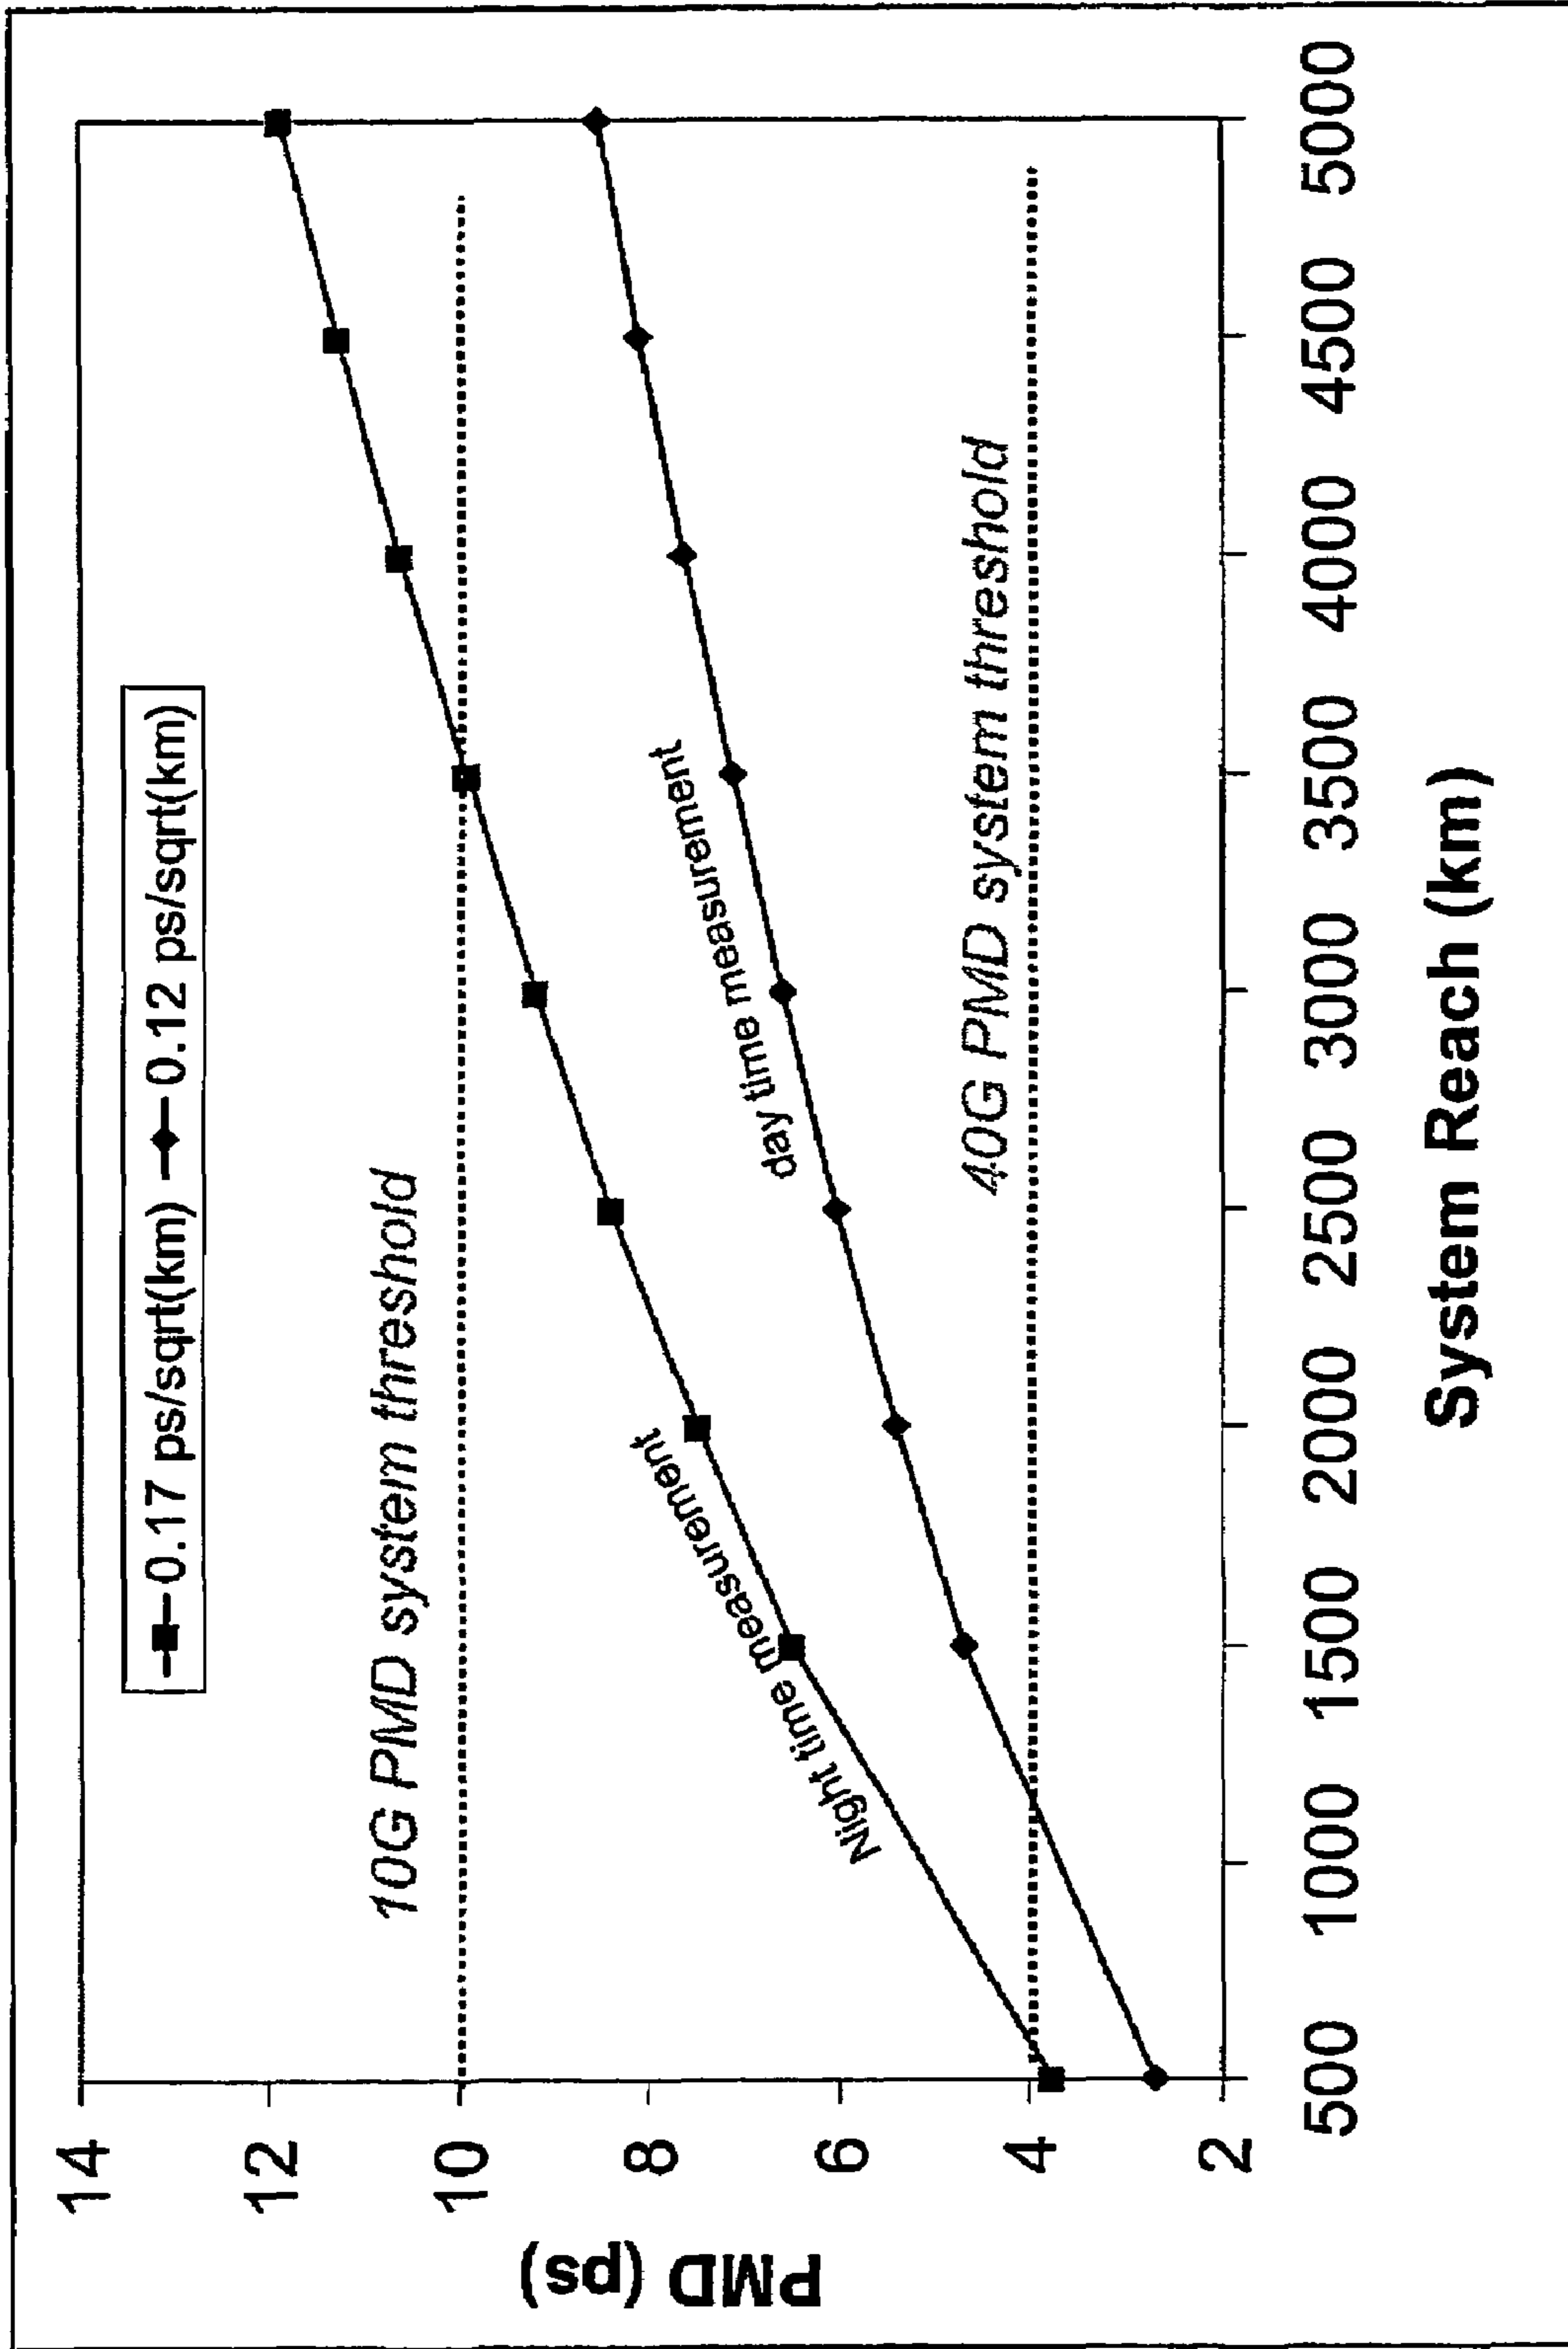 0.17 ps/sqrt(km) 0.12 ps/sqrt(km)
14
12
10
8
6
4
2
PMD (ps)
10G PMD system threshold
Night time measurement
day time measurement
40G PMD system threshold
500 1000 1500 2000 2500 3000 3500 4000 4500 5000
System Reach (km)